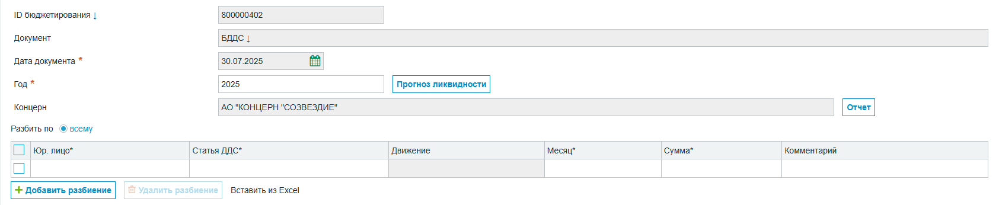 ID бюджетирования ↓ 800000402
Документ БДДС ↓
Дата документа * 30.07.2025
Год * 2025 Прогноз ликвидности
Концерн АО "КОНЦЕРН "СОЗВЕЗДИЕ" Отчет
Разбить по всему
Юр. лицо* Статья ДДС* Движение Месяц* Сумма* Комментарий
+ Добавить разбиение Удалить разбиение Вставить из Excel